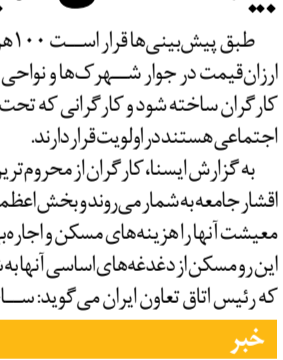 طبق پیش‌بینی‌ها قرار است ۱۰۰ هز
ارزان قیمت در جوار شهرک‌ها و نواحی
کارگران ساخته شود و کارگرانی که تحت
اجتماعی هستند در اولویت قرار دارند.
به گزارش ایسنا، کارگران از محروم‌ترین
اقشار جامعه به شمار می‌روند و بخش اعظم
معیشت آنها را هزینه‌های مسکن و اجاره
این رو مسکن از دغدغه‌های اساسی آنها به
که رئیس اتاق تعاون ایران می‌گوید:
خبر